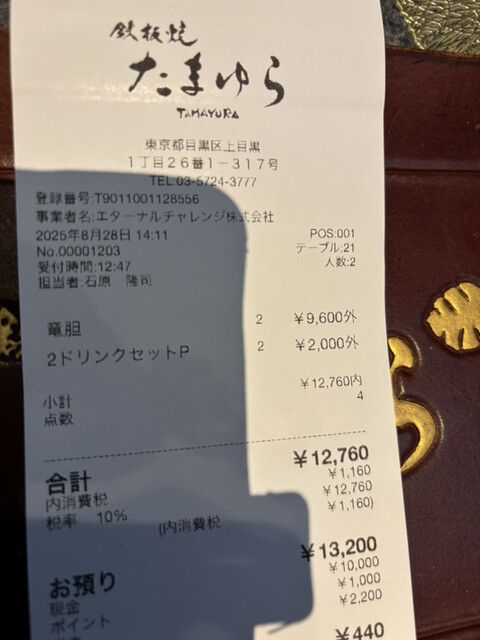 鉄板焼
たまゆら
TAMAYURA
東京都目黒区上目黒
1丁目26番1-317号
TEL 03-5724-3777
登録番号:T9011001128556
事業者名:エターナルチャレンジ株式会社
2025年8月28日 14:11 POS:001
No.00001203 テーブル:21
受付時間:12:47 人数:2
担当者:石原 隆司
竜胆 2 ¥9,600外
2ドリンクセットP 2 ¥2,000外
小計 ¥12,760内
点数 4
合計 ¥12,760
内消費税 ¥1,160
税率 10% ¥12,760
(内消費税 ¥1,160)
お預り ¥13,200
現金 ¥10,000
ポイント ¥1,000
¥2,200
¥440